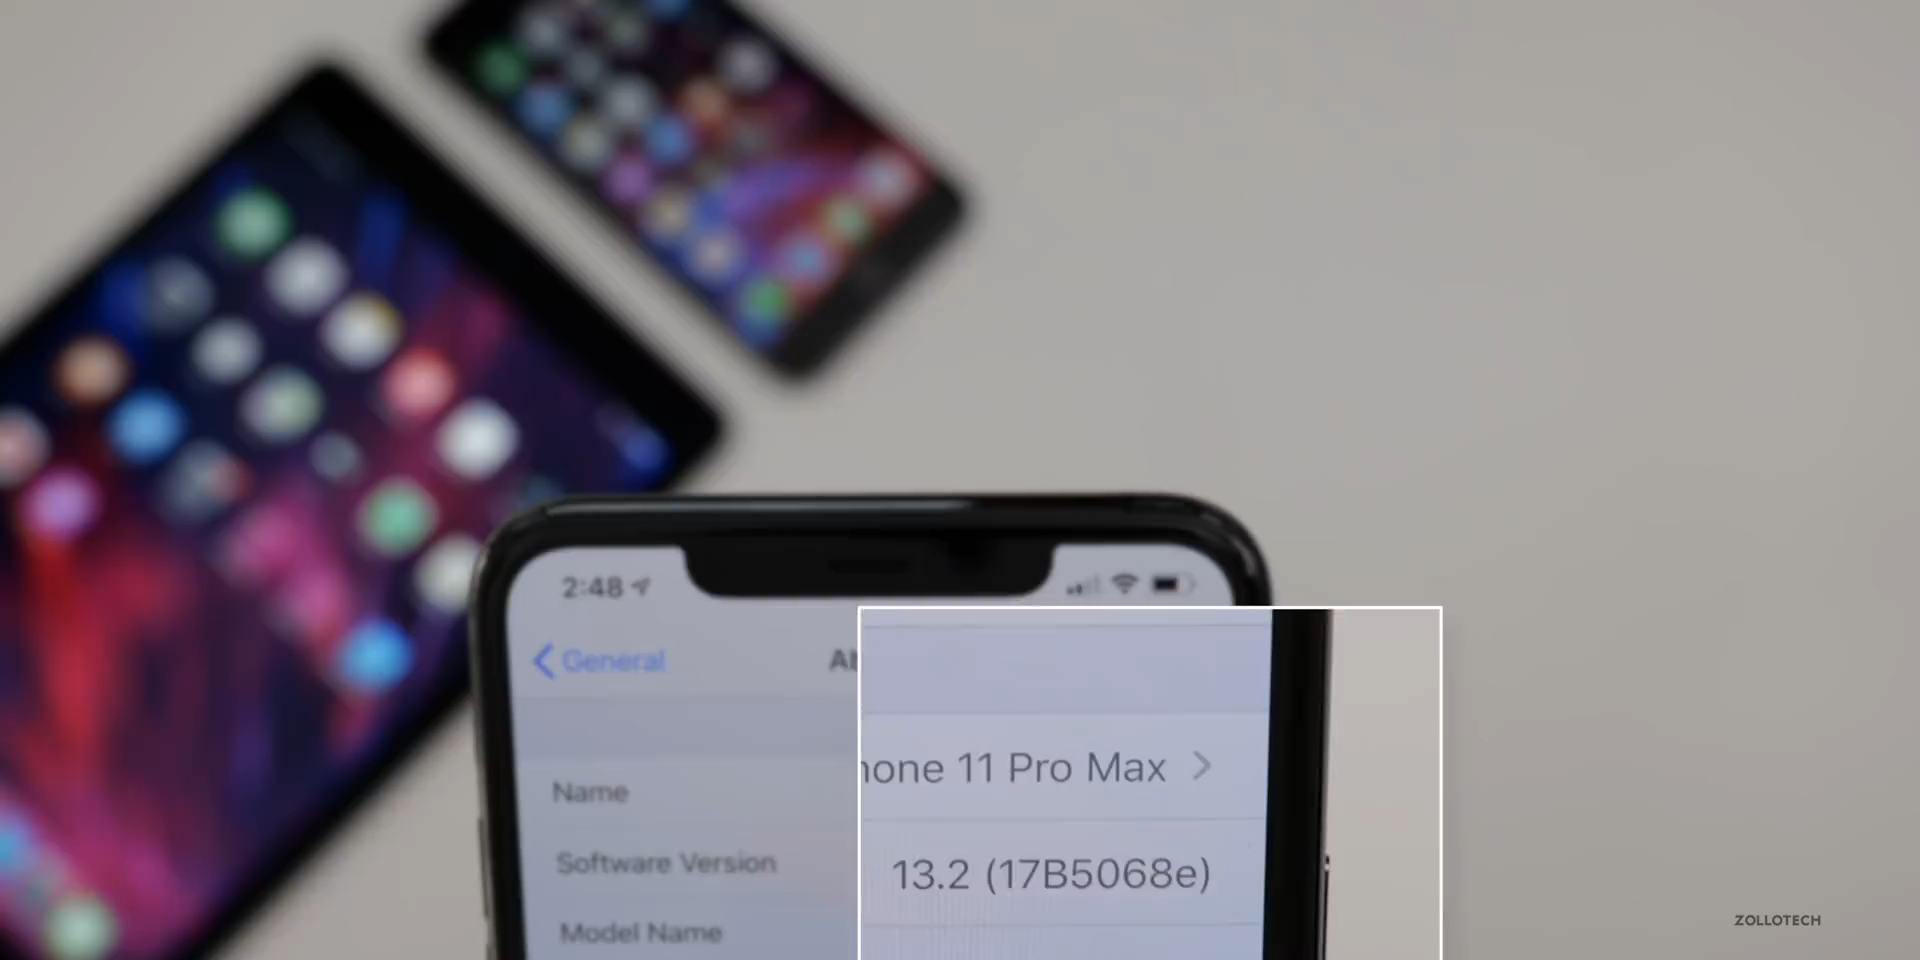 2:48
General
Ab
Name
hone 11 Pro Max
Software Version
13.2 (17B5068e)
Model Name
ZOLLOTECH